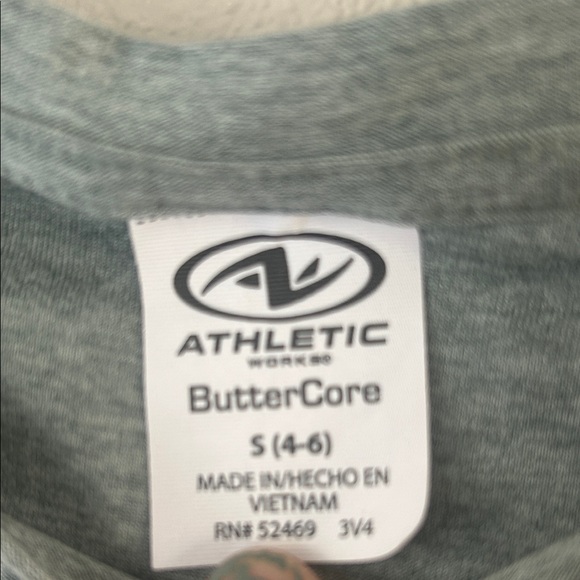 ATHLETIC
WORKS®
ButterCore
S (4-6)
MADE IN/HECHO EN
VIETNAM
RN# 52469 3V4